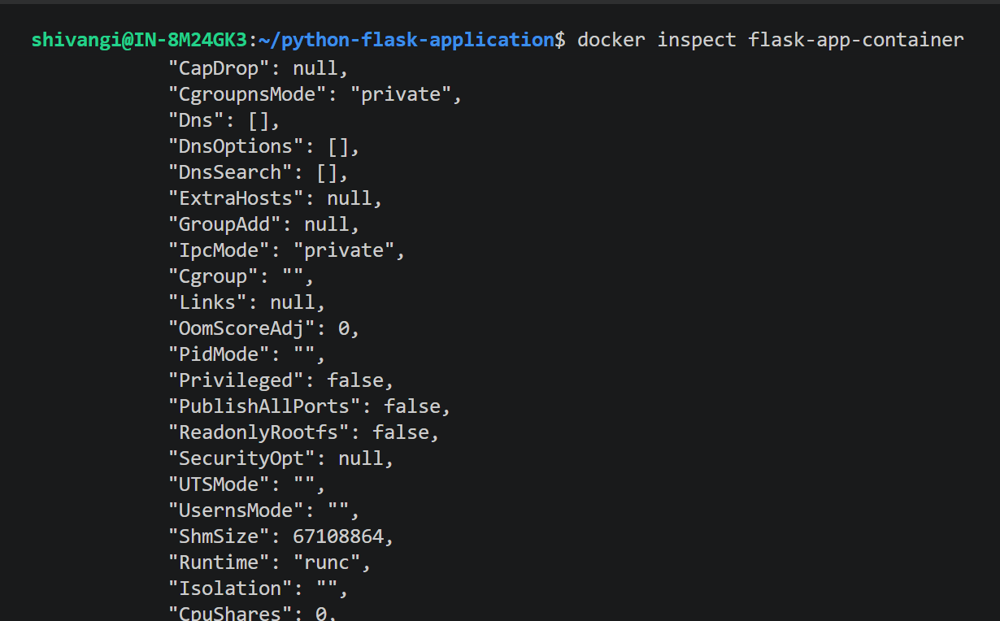 shivangi@IN-8M24GK3:~/python-flask-application$ docker inspect flask-app-container
"CapDrop": null,
"CgroupnsMode": "private",
"Dns": [],
"DnsOptions": [],
"DnsSearch": [],
"ExtraHosts": null,
"GroupAdd": null,
"IpcMode": "private",
"Cgroup": "",
"Links": null,
"OomScoreAdj": 0,
"PidMode": "",
"Privileged": false,
"PublishAllPorts": false,
"ReadonlyRootfs": false,
"SecurityOpt": null,
"UTSMode": "",
"UsernsMode": "",
"ShmSize": 67108864,
"Runtime": "runc",
"Isolation": "",
"CpuShares": 0,